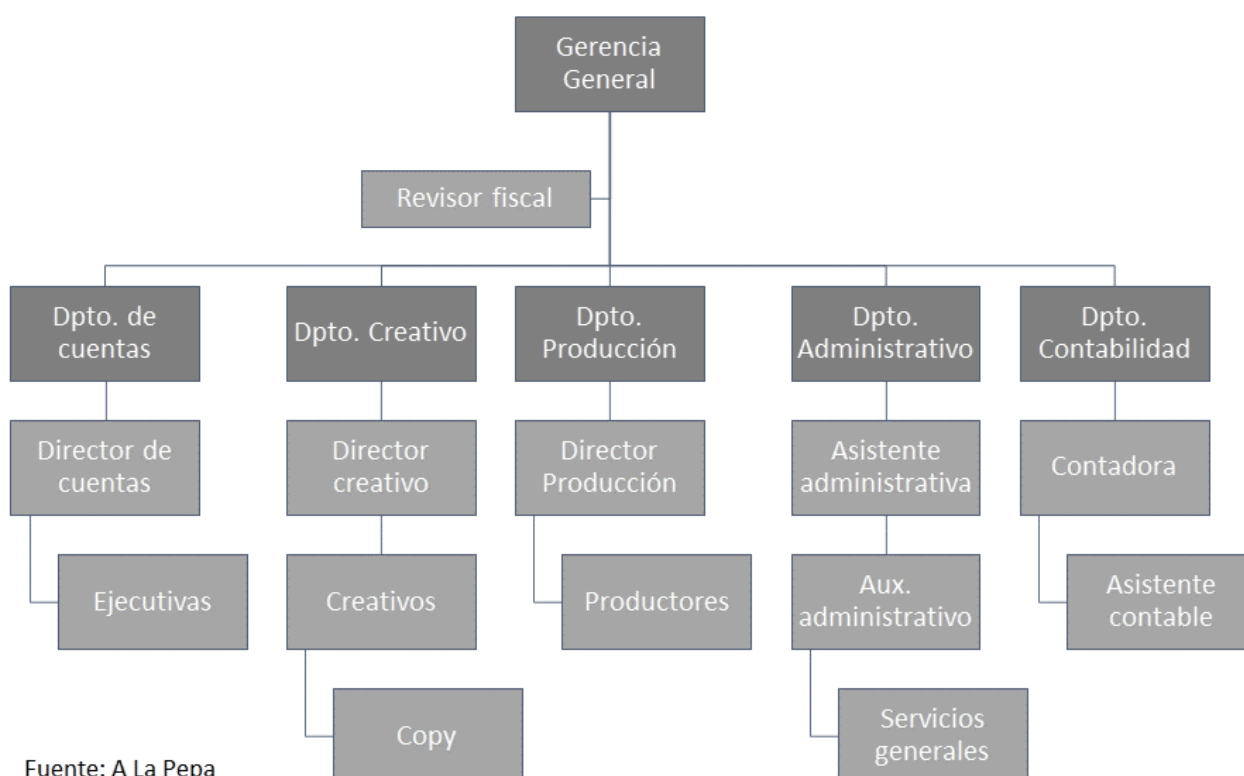 Gerencia
General
Revisor fiscal
Dpto. de
cuentas
Dpto. Creativo
Dpto.
Producción
Dpto.
Administrativo
Dpto.
Contabilidad
Director de
cuentas
Director
creativo
Director
Producción
Asistente
administrativa
Contadora
Ejecutivas
Creativos
Productores
Aux.
administrativo
Asistente
contable
Copy
Servicios
generales
Fuente: A La Pepa